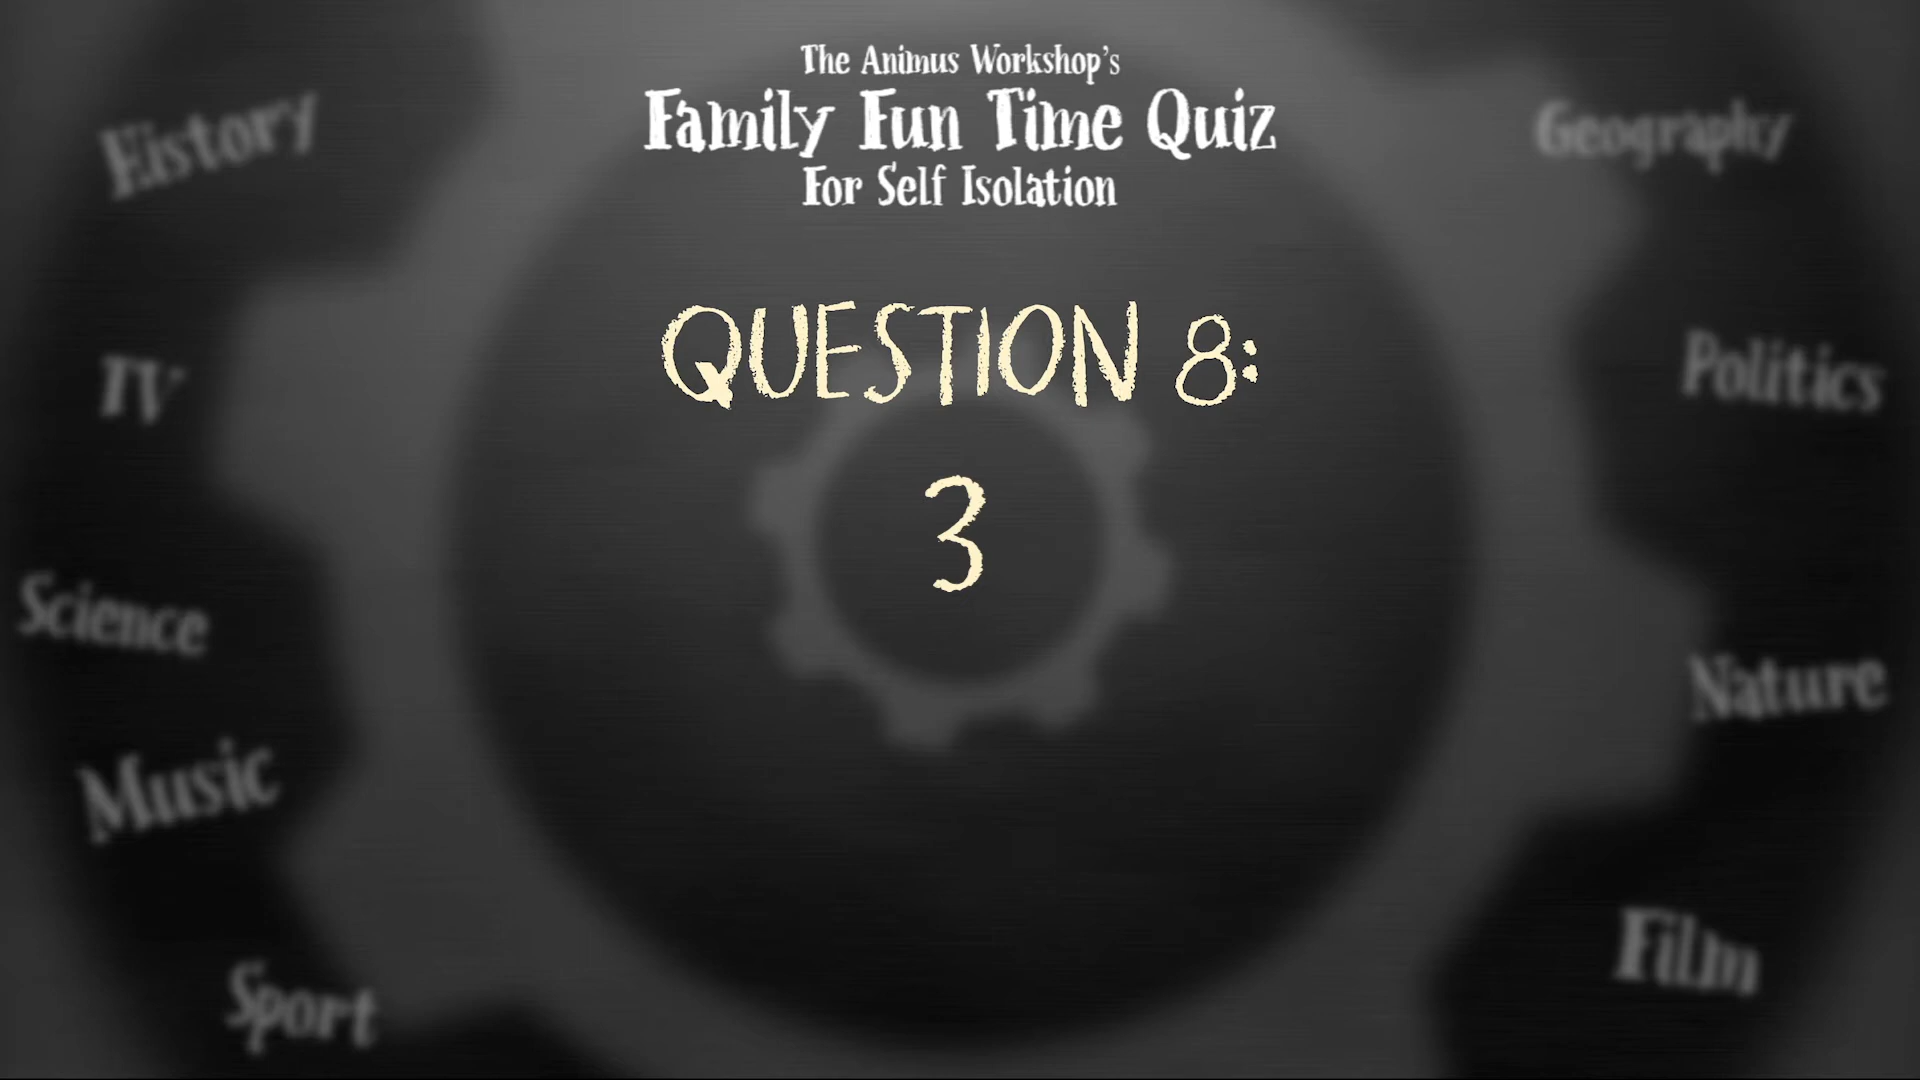 The Animus Workshop's
Family Fun Time Quiz
For Self Isolation
History
Geography
QUESTION 8:
TV
Politics
3
Science
Nature
Music
Film
Sport